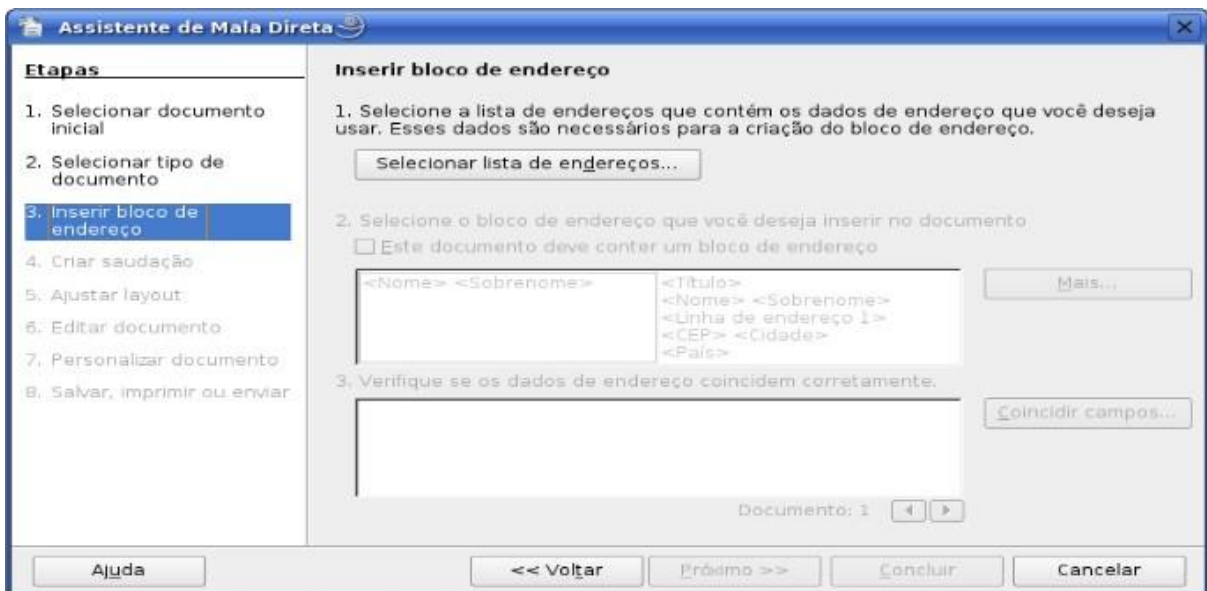 Assistente de Mala Direta
Etapas
1. Selecionar documento
inicial
2. Selecionar tipo de
documento
3. Inserir bloco de
endereço
4. Criar saudação
5. Ajustar layout
6. Editar documento
7. Personalizar documento
8. Salvar, imprimir ou enviar
Inserir bloco de endereço
1. Selecione a lista de endereços que contém os dados de endereço que você deseja
usar. Esses dados são necessários para a criação do bloco de endereço.
Selecionar lista de endereços...
2. Selecione o bloco de endereço que você deseja inserir no documento
Este documento deve conter um bloco de endereço
<Nome> <Sobrenome>
<Título>
<Nome> <Sobrenome>
<Linha de endereço 1>
<CEP> <Cidade>
<País>
Mais...
3. Verifique se os dados de endereço coincidem corretamente.
Coincidir campos...
Documento: 1
Ajuda
<< Voltar
Próximo >>
Concluir
Cancelar